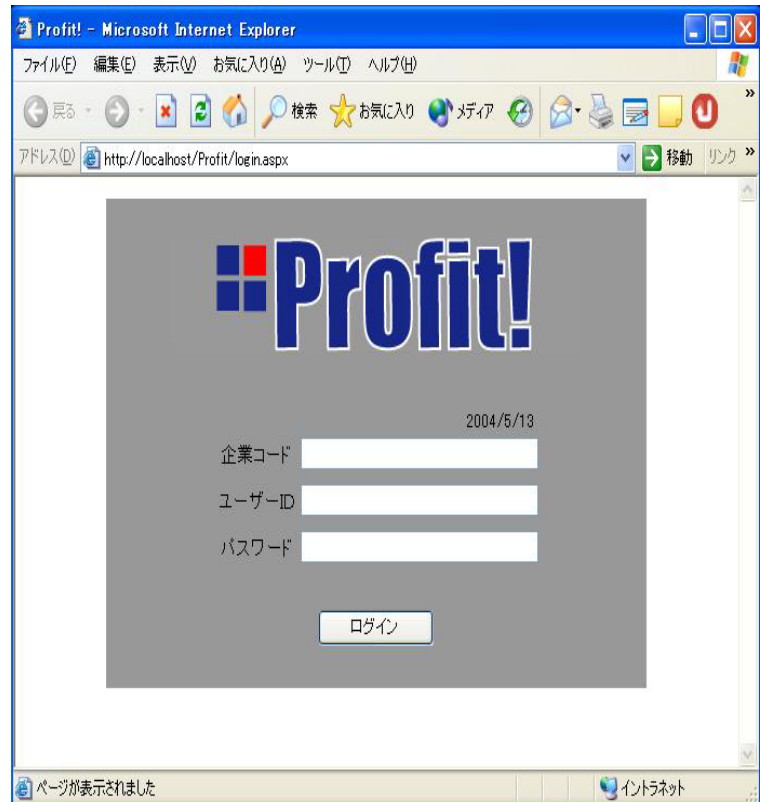 Profit! - Microsoft Internet Explorer
ファイル(F) 編集(E) 表示(V) お気に入り(A) ツール(T) ヘルプ(H)
戻る 検索 お気に入り メディア »
アドレス(D) http://localhost/Profit/login.aspx 移動 リンク »
Profit!
2004/5/13
企業コード
ユーザーID
パスワード
ログイン
ページが表示されました イントラネット